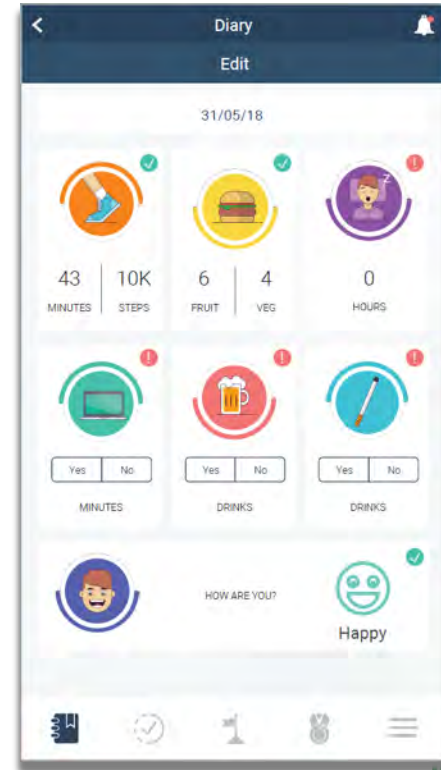 Diary
Edit
31/05/18
z
43 10K 6 4 0
MINUTES STEPS FRUIT VEG HOURS
Yes No Yes No Yes No
MINUTES DRINKS DRINKS
HOW ARE YOU?
Happy